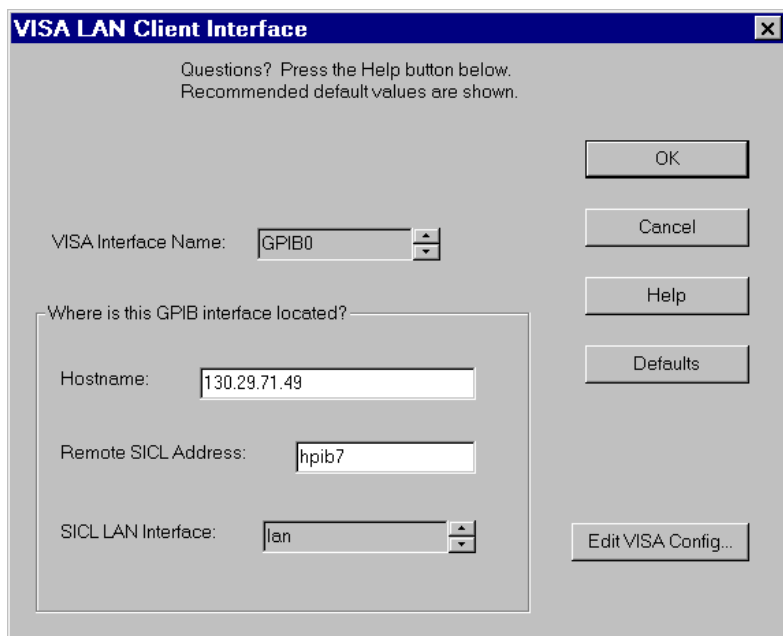 VISA LAN Client Interface
Questions? Press the Help button below.
Recommended default values are shown.
OK
VISA Interface Name: GPIB0
Cancel
Help
Where is this GPIB interface located?
Defaults
Hostname: 130.29.71.49
Remote SICL Address: hpib7
SICL LAN Interface: lan
Edit VISA Config...